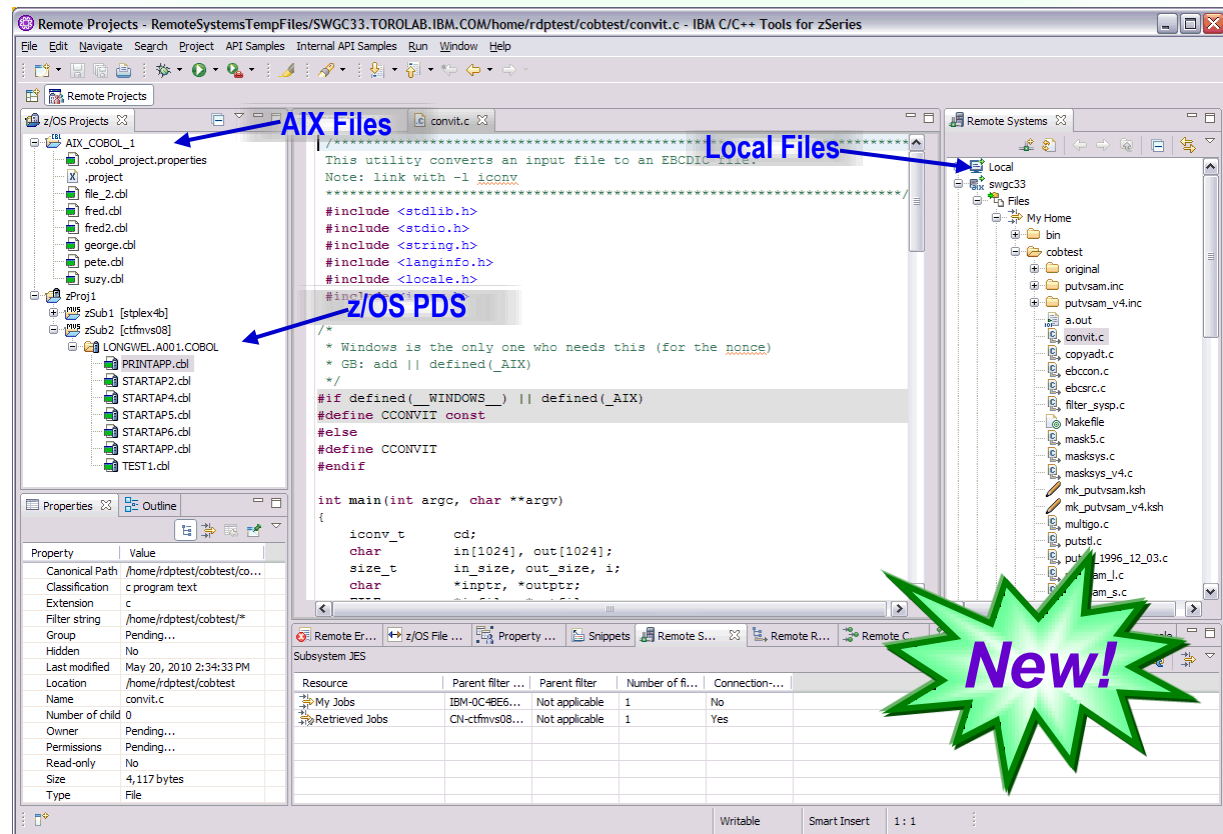 Remote Projects - RemoteSystemsTempFiles/SWGC33.TOROLAB.IBM.COM/home/rdptest/cobtest/convit.c - IBM C/C++ Tools for zSeries
File Edit Navigate Search Project API Samples Internal API Samples Run Window Help
Remote Projects
z/OS Projects
AIX Files
AIX_COBOL_1
.cobol_project.properties
.project
file_2.cbl
fred.cbl
fred2.cbl
george.cbl
pete.cbl
suzy.cbl
zProj1
zSub1 [stplex4b]
zSub2 [ctfmvs08]
z/OS PDS
LONGWEL.A001.COBOL
PRINTAPP.cbl
STARTAP2.cbl
STARTAP4.cbl
STARTAP5.cbl
STARTAP6.cbl
STARTAPP.cbl
TEST1.cbl
convit.c
/***********************************************************************
This utility converts an input file to an EBCDIC file.
Note: link with -l iconv
***********************************************************************/
#include <stdlib.h>
#include <stdio.h>
#include <string.h>
#include <langinfo.h>
#include <locale.h>
/*
* Windows is the only one who needs this (for the nonce)
* GB: add || defined(_AIX)
*/
#if defined(__WINDOWS__) || defined(_AIX)
#define CCONVIT const
#else
#define CCONVIT
#endif
int main(int argc, char **argv)
{
iconv_t cd;
char in[1024], out[1024];
size_t in_size, out_size, i;
char *inptr, *outptr;
Remote Systems
Local Files
Local
swgc33
Files
My Home
bin
cobtest
original
putvsam.inc
putvsam_v4.inc
a.out
convit.c
copyadt.c
ebccon.c
ebcsrc.c
filter_sysp.c
Makefile
mask5.c
masksys.c
masksys_v4.c
mk_putvsam.ksh
mk_putvsam_v4.ksh
multigo.c
putstl.c
1996_12_03.c
New!
Properties Outline
Property Value
Canonical Path /home/rdptest/cobtest/co...
Classification c program text
Extension c
Filter string /home/rdptest/cobtest/*
Group Pending...
Hidden No
Last modified May 20, 2010 2:34:33 PM
Location /home/rdptest/cobtest
Name convit.c
Number of child 0
Owner Pending...
Permissions Pending...
Read-only No
Size 4,117 bytes
Type File
Remote Er... z/OS File ... Property ... Snippets Remote S... Remote R... Remote C
Subsystem JES
Resource Parent filter ... Parent filter Number of fi... Connection-...
My Jobs IBM-0C4BE6... Not applicable 1 No
Retrieved Jobs CN-ctfmvs08... Not applicable 1 Yes
Writable Smart Insert 1 : 1